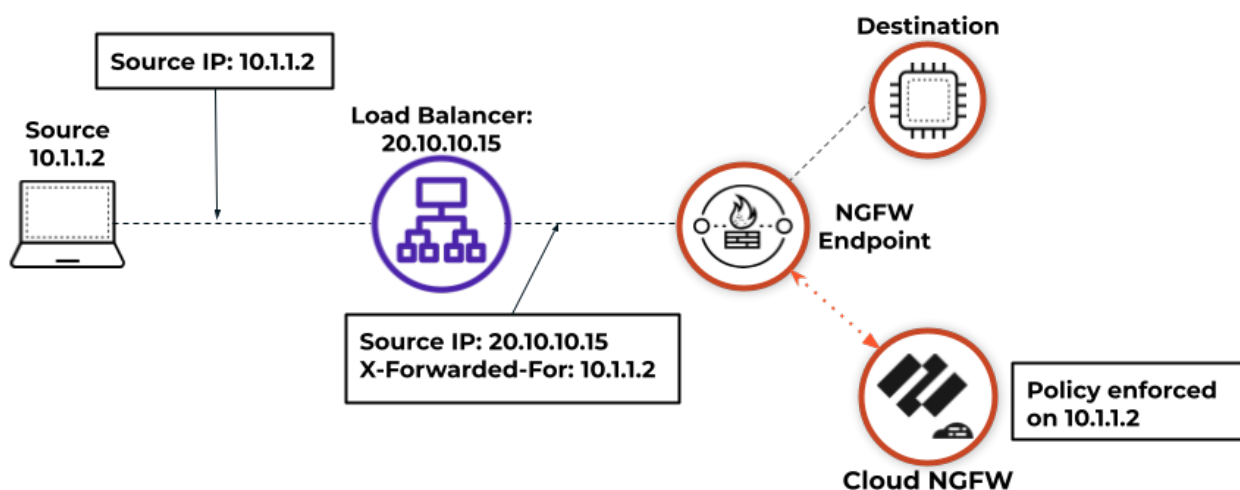 Source IP: 10.1.1.2
Source
10.1.1.2
Load Balancer:
20.10.10.15
Source IP: 20.10.10.15
X-Forwarded-For: 10.1.1.2
Destination
NGFW
Endpoint
Policy enforced
on 10.1.1.2
Cloud NGFW